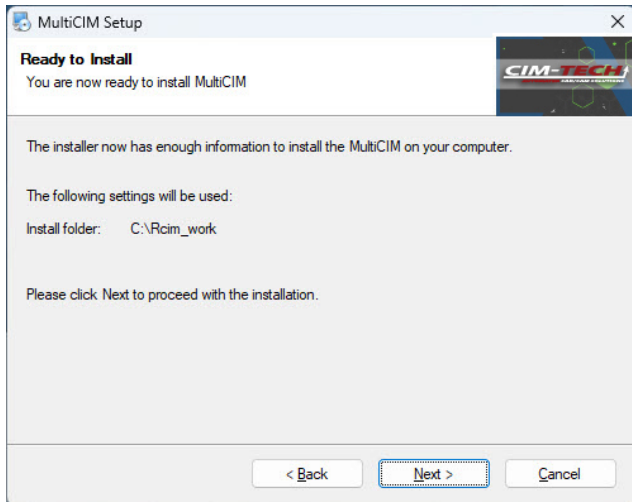 MultiCIM Setup
Ready to Install
You are now ready to install MultiCIM
CIM-TECH
The installer now has enough information to install the MultiCIM on your computer.
The following settings will be used:
Install folder: C:\Rcim_work
Please click Next to proceed with the installation.
< Back
Next >
Cancel